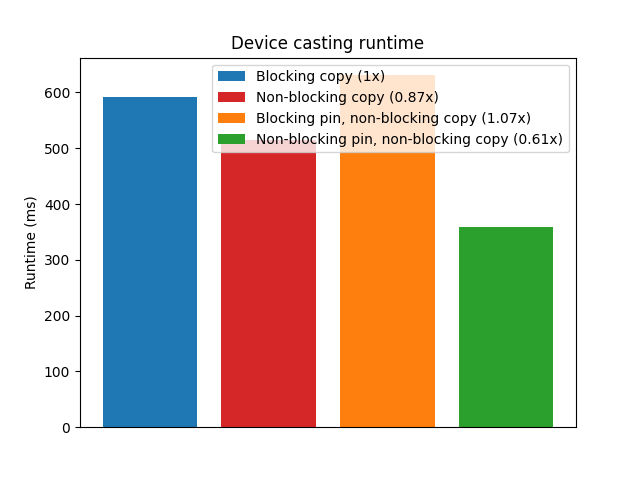 Device casting runtime
Blocking copy (1x)
Non-blocking copy (0.87x)
Blocking pin, non-blocking copy (1.07x)
Non-blocking pin, non-blocking copy (0.61x)
Runtime (ms)
600
500
400
300
200
100
0